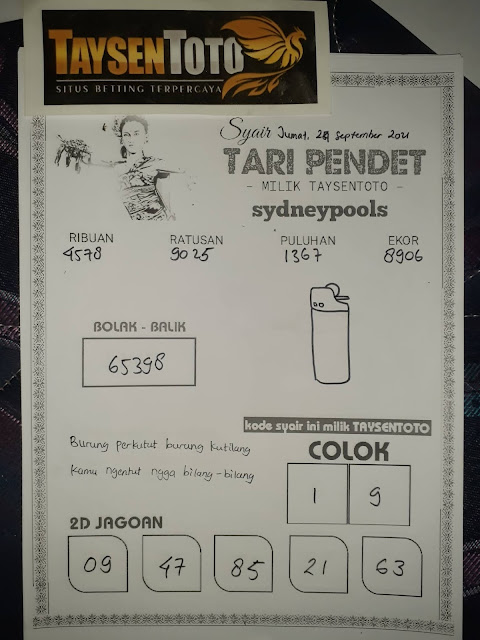 TAYSENTOTO
SITUS BETTING TERPERCAYA
Syair Jumat, 24 September 2021
TARI PENDET
- MILIK TAYSENTOTO -
sydneypools
RIBUAN RATUSAN PULUHAN EKOR
4578 9025 1367 8906
BOLAK - BALIK
65398
kode syair ini milik TAYSENTOTO
Burung perkutut burung kutilang
Kamu ngentut ngga bilang-bilang
COLOK
1 9
2D JAGOAN
09 47 85 21 63